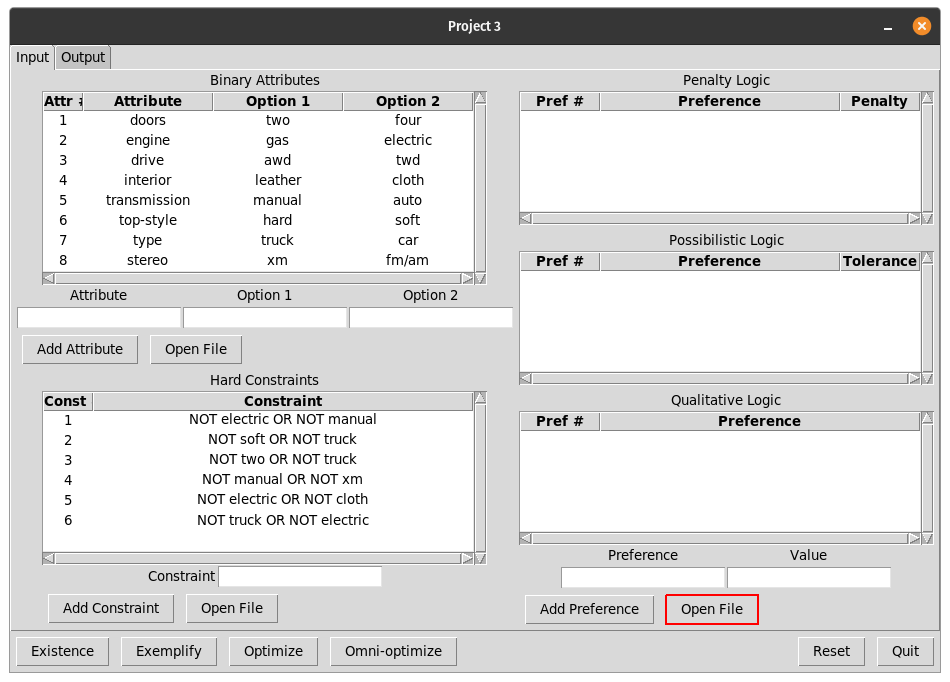 Project 3
Input Output
Binary Attributes
Attr # Attribute Option 1 Option 2
1 doors two four
2 engine gas electric
3 drive awd twd
4 interior leather cloth
5 transmission manual auto
6 top-style hard soft
7 type truck car
8 stereo xm fm/am
Attribute Option 1 Option 2
Add Attribute Open File
Hard Constraints
Const Constraint
1 NOT electric OR NOT manual
2 NOT soft OR NOT truck
3 NOT two OR NOT truck
4 NOT manual OR NOT xm
5 NOT electric OR NOT cloth
6 NOT truck OR NOT electric
Constraint
Add Constraint Open File
Penalty Logic
Pref # Preference Penalty
Possibilistic Logic
Pref # Preference Tolerance
Qualitative Logic
Pref # Preference
Preference Value
Add Preference Open File
Existence Exemplify Optimize Omni-optimize Reset Quit